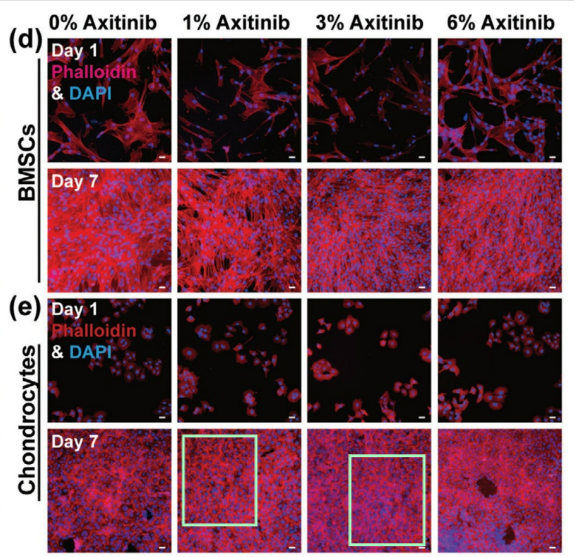 0% Axitinib 1% Axitinib 3% Axitinib 6% Axitinib
(d)
BMSCs
Day 1
Phalloidin
& DAPI
Day 7
(e)
Chondrocytes
Day 1
Phalloidin
& DAPI
Day 7